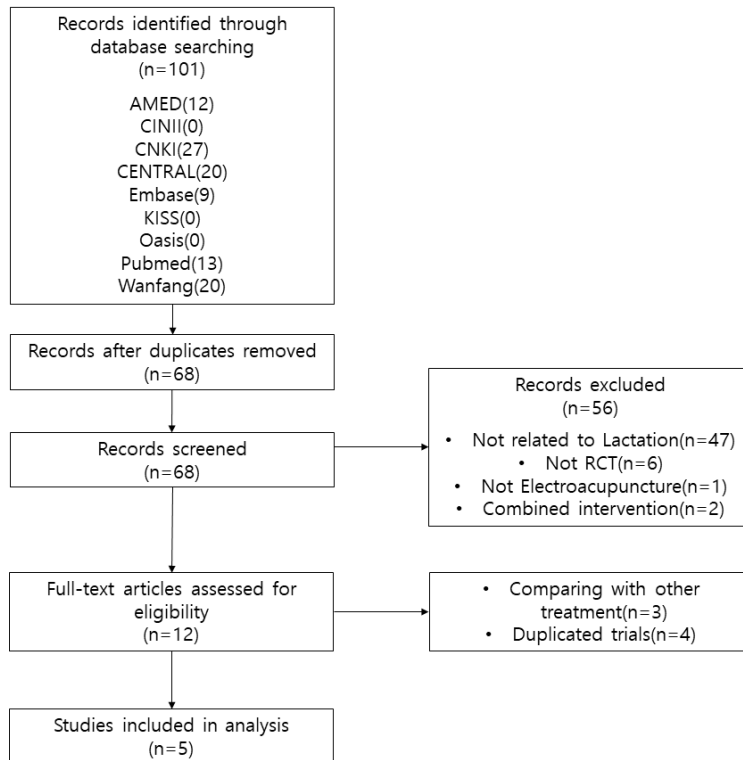 Records identified through
database searching
(n=101)
AMED(12)
CINII(0)
CNKI(27)
CENTRAL(20)
Embase(9)
KISS(0)
Oasis(0)
Pubmed(13)
Wanfang(20)
Records after duplicates removed
(n=68)
Records screened
(n=68)
Records excluded
(n=56)
• Not related to Lactation(n=47)
• Not RCT(n=6)
• Not Electroacupuncture(n=1)
• Combined intervention(n=2)
Full-text articles assessed for
eligibility
(n=12)
• Comparing with other
treatment(n=3)
• Duplicated trials(n=4)
Studies included in analysis
(n=5)